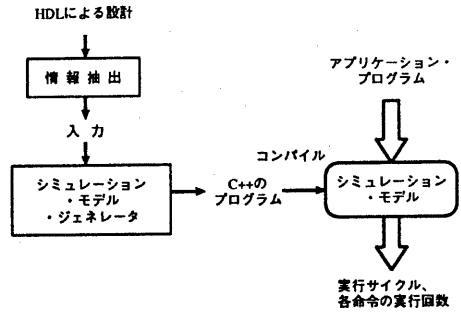 HDLによる設計
情報抽出
入力
シミュレーション
・モデル
・ジェネレータ
C++の
プログラム
コンパイル
アプリケーション・
プログラム
シミュレーション
・モデル
実行サイクル、
各命令の実行回数